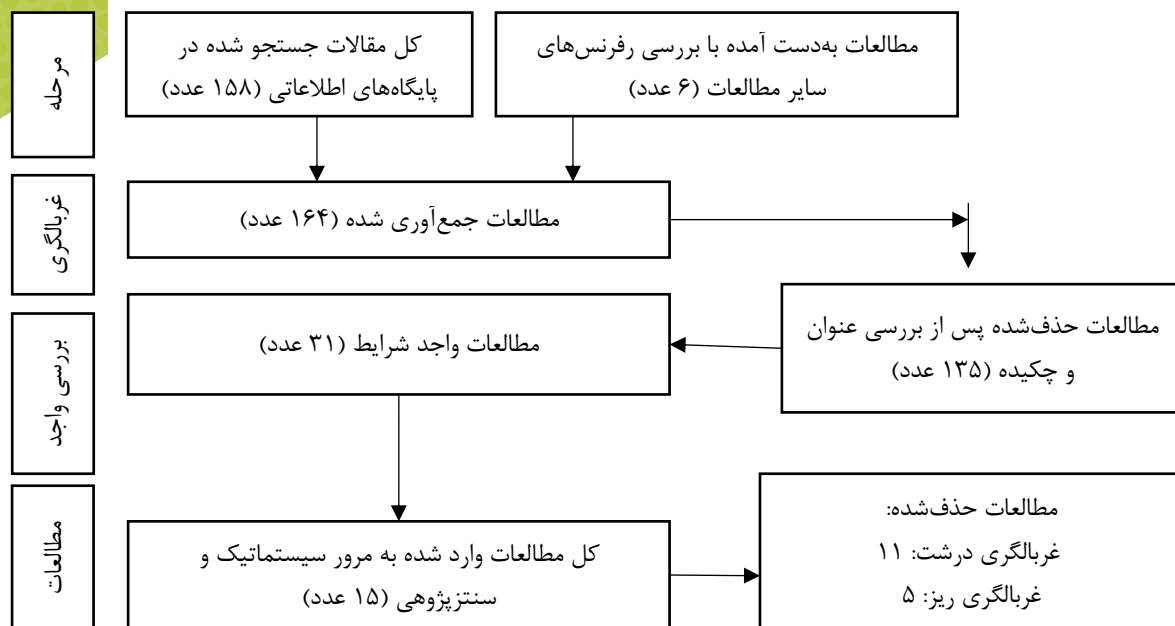 مرحله
کل مقالات جستجو شده در
پایگاه‌های اطلاعاتی (۱۵۸ عدد)
مطالعات به‌دست آمده با بررسی رفرنس‌های
سایر مطالعات (۶ عدد)
غربالگری
مطالعات جمع‌آوری شده (۱۶۴ عدد)
مطالعات حذف‌شده پس از بررسی عنوان
و چکیده (۱۳۵ عدد)
بررسی واجد
مطالعات واجد شرایط (۳۱ عدد)
مطالعات
کل مطالعات وارد شده به مرور سیستماتیک و
سنتزپژوهی (۱۵ عدد)
مطالعات حذف‌شده:
غربالگری درشت: ۱۱
غربالگری ریز: ۵